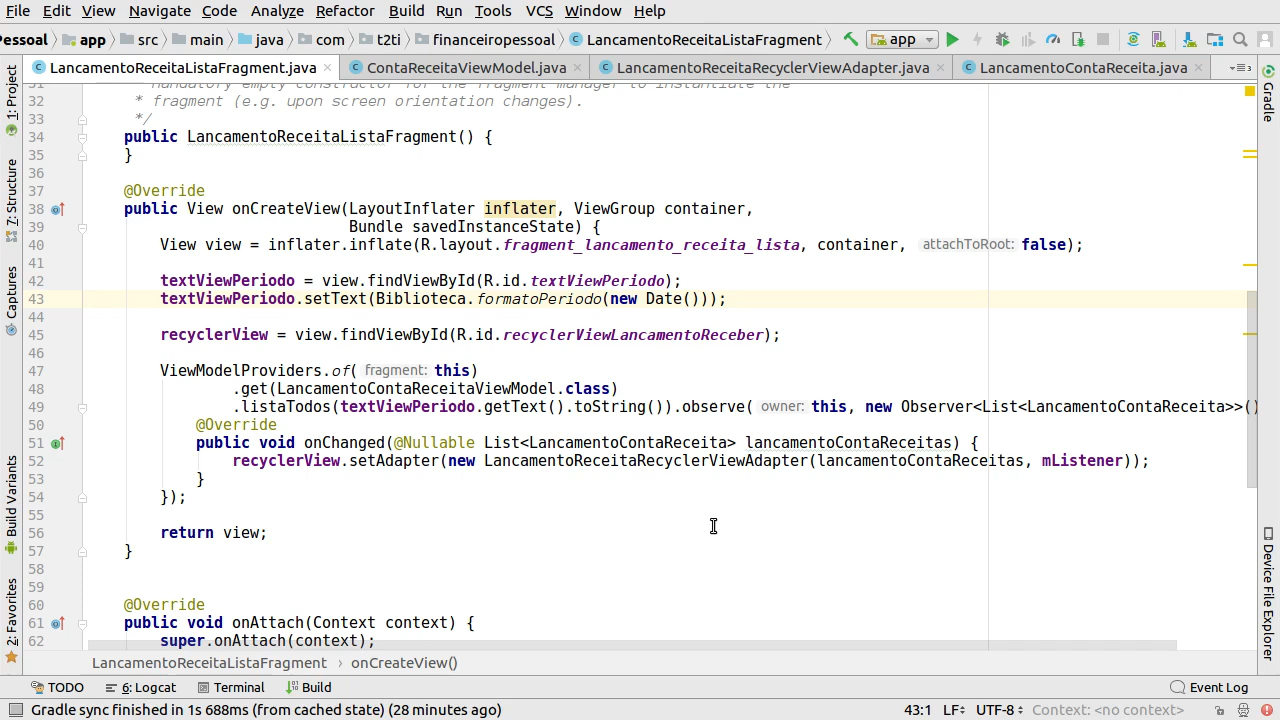 File Edit View Navigate Code Analyze Refactor Build Run Tools VCS Window Help
Pessoal app src main java com t2ti financeiropessoal LancamentoReceitaListaFragment app
LancamentoReceitaListaFragment.java ContaReceitaViewModel.java LancamentoReceitaRecyclerViewAdapter.java LancamentoContaReceita.java
32 * fragment (e.g. upon screen orientation changes).
33 */
34 public LancamentoReceitaListaFragment() {
35 }
36
37 @Override
38 public View onCreateView(LayoutInflater inflater, ViewGroup container,
39 Bundle savedInstanceState) {
40 View view = inflater.inflate(R.layout.fragment_lancamento_receita_lista, container, attachToRoot: false);
41
42 textViewPeriodo = view.findViewById(R.id.textViewPeriodo);
43 textViewPeriodo.setText(Biblioteca.formatoPeriodo(new Date()));
44
45 recyclerView = view.findViewById(R.id.recyclerViewLancamentoReceber);
46
47 ViewModelProviders.of( fragment: this)
48 .get(LancamentoContaReceitaViewModel.class)
49 .listaTodos(textViewPeriodo.getText().toString()).observe( owner: this, new Observer<List<LancamentoContaReceita>>()
50 @Override
51 public void onChanged(@Nullable List<LancamentoContaReceita> lancamentoContaReceitas) {
52 recyclerView.setAdapter(new LancamentoReceitaRecyclerViewAdapter(lancamentoContaReceitas, mListener));
53 }
54 });
55
56 return view;
57 }
58
59
60 @Override
61 public void onAttach(Context context) {
62 super.onAttach(context);
LancamentoReceitaListaFragment › onCreateView()
TODO 6: Logcat Terminal Build Event Log
Gradle sync finished in 1s 688ms (from cached state) (28 minutes ago) 43:1 LF÷ UTF-8÷ Context: <no context>
1: Project
7: Structure
Captures
Build Variants
2: Favorites
Gradle
Device File Explorer